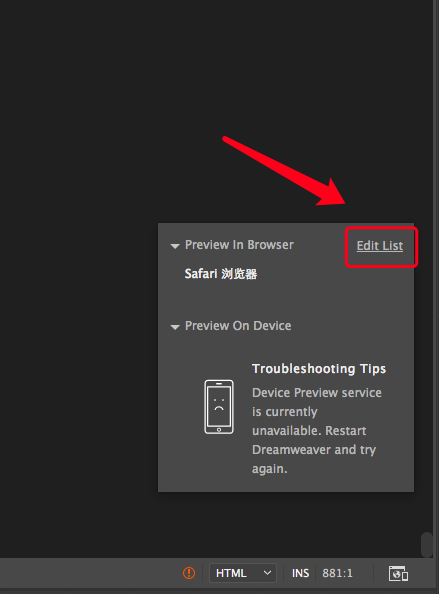 Preview In Browser
Edit List
Safari 浏览器
Preview On Device
Troubleshooting Tips
Device Preview service
is currently
unavailable. Restart
Dreamweaver and try
again.
HTML
INS
881:1